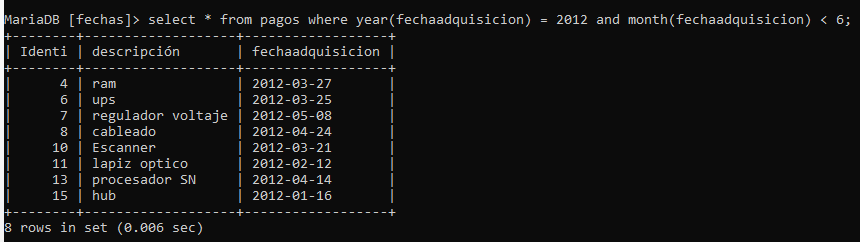 MariaDB [fechas]> select * from pagos where year(fechaadquisicion) = 2012 and month(fechaadquisicion) < 6;
+--------+-------------------+------------------+
| Identi | descripción       | fechaadquisicion |
+--------+-------------------+------------------+
|      4 | ram               | 2012-03-27       |
|      6 | ups               | 2012-03-25       |
|      7 | regulador voltaje | 2012-05-08       |
|      8 | cableado          | 2012-04-24       |
|     10 | Escanner          | 2012-03-21       |
|     11 | lapiz optico      | 2012-02-12       |
|     13 | procesador SN     | 2012-04-14       |
|     15 | hub               | 2012-01-16       |
+--------+-------------------+------------------+
8 rows in set (0.006 sec)